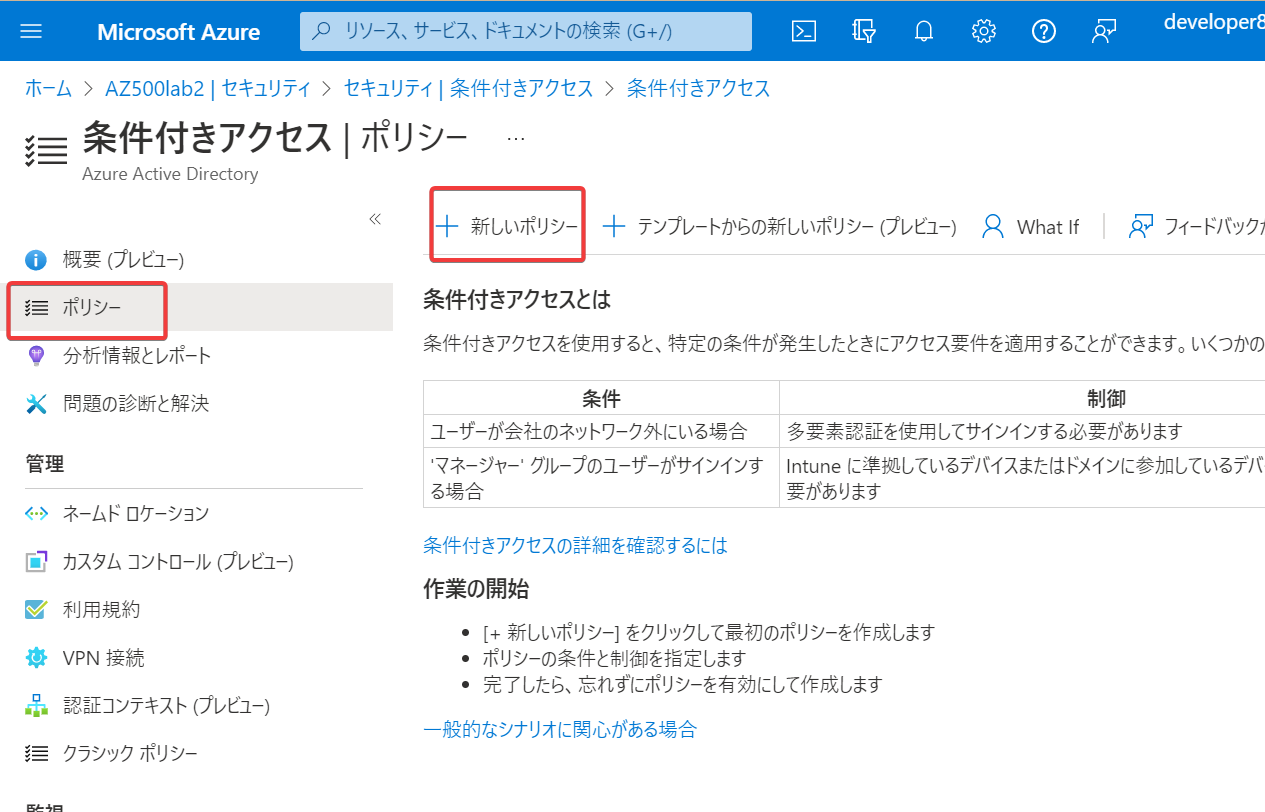 Microsoft Azure
リソース、サービス、ドキュメントの検索 (G+/)
developer8
ホーム > AZ500lab2 | セキュリティ > セキュリティ | 条件付きアクセス > 条件付きアクセス
条件付きアクセス | ポリシー ...
Azure Active Directory
«
概要 (プレビュー)
ポリシー
分析情報とレポート
問題の診断と解決
管理
ネームド ロケーション
カスタム コントロール (プレビュー)
利用規約
VPN 接続
認証コンテキスト (プレビュー)
クラシック ポリシー
監視
+ 新しいポリシー + テンプレートからの新しいポリシー (プレビュー) What If フィードバックが
条件付きアクセスとは
条件付きアクセスを使用すると、特定の条件が発生したときにアクセス要件を適用することができます。いくつかの
条件 制御
ユーザーが会社のネットワーク外にいる場合 多要素認証を使用してサインインする必要があります
'マネージャー' グループのユーザーがサインインす
る場合
Intune に準拠しているデバイスまたはドメインに参加しているデバ
要があります
条件付きアクセスの詳細を確認するには
作業の開始
• [+ 新しいポリシー] をクリックして最初のポリシーを作成します
• ポリシーの条件と制御を指定します
• 完了したら、忘れずにポリシーを有効にして作成します
一般的なシナリオに関心がある場合